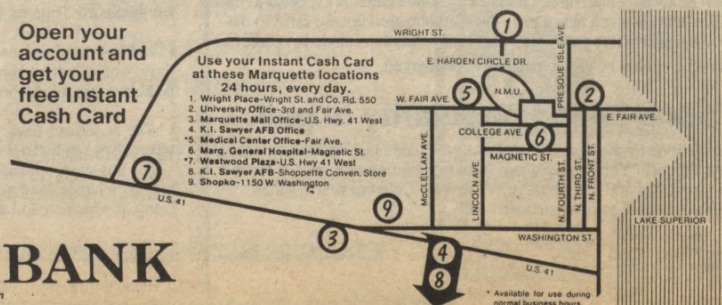 Open your
account and
get your
free Instant
Cash Card
Use your Instant Cash Card
at these Marquette locations
24 hours, every day.
1. Wright Place-Wright St. and Co. Rd. 550
2. University Office-3rd and Fair Ave.
3. Marquette Mall Office-U.S. Hwy. 41 West
4. K.I. Sawyer AFB Office
*5. Medical Center Office-Fair Ave.
6. Marq. General Hospital-Magnetic St.
*7. Westwood Plaza-U.S. Hwy 41 West
8. K.I. Sawyer AFB-Shoppette Conven. Store
9. Shopko-1150 W. Washington
WRIGHT ST.
1
E. HARDEN CIRCLE DR.
PRESQUE ISLE AVE.
N.M.U.
5
2
W. FAIR AVE.
E. FAIR AVE.
COLLEGE AVE.
6
MAGNETIC ST.
McCLELLAN AVE.
LINCOLN AVE.
N. FOURTH ST.
N. THIRD ST.
N. FRONT ST.
LAKE SUPERIOR
7
U.S. 41
9
3
WASHINGTON ST.
4
8
U.S. 41
BANK
* Available for use during
normal business hours